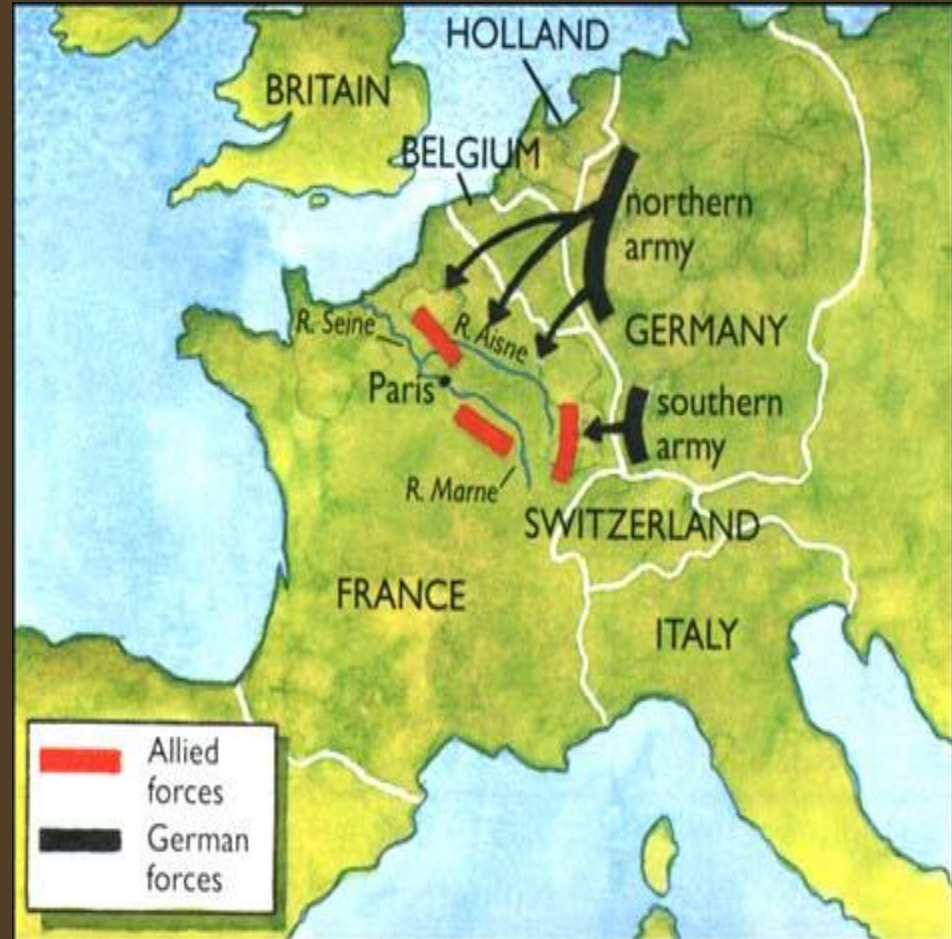 HOLLAND
BRITAIN
BELGIUM
northern
army
R. Seine
R. Aisne
GERMANY
Paris
southern
army
R. Marne
SWITZERLAND
FRANCE
ITALY
Allied
forces
German
forces